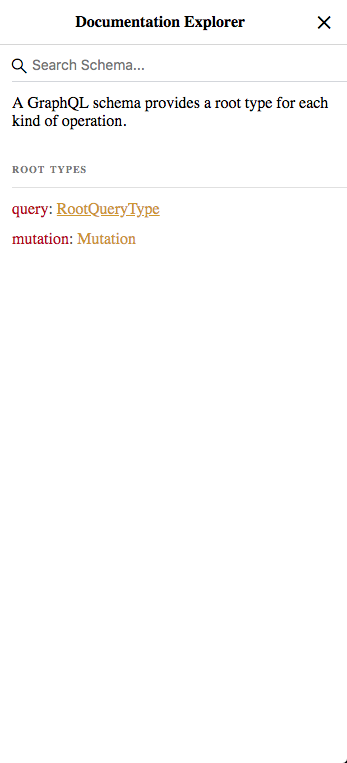 Documentation Explorer
Search Schema...
A GraphQL schema provides a root type for each
kind of operation.
ROOT TYPES
query: RootQueryType
mutation: Mutation